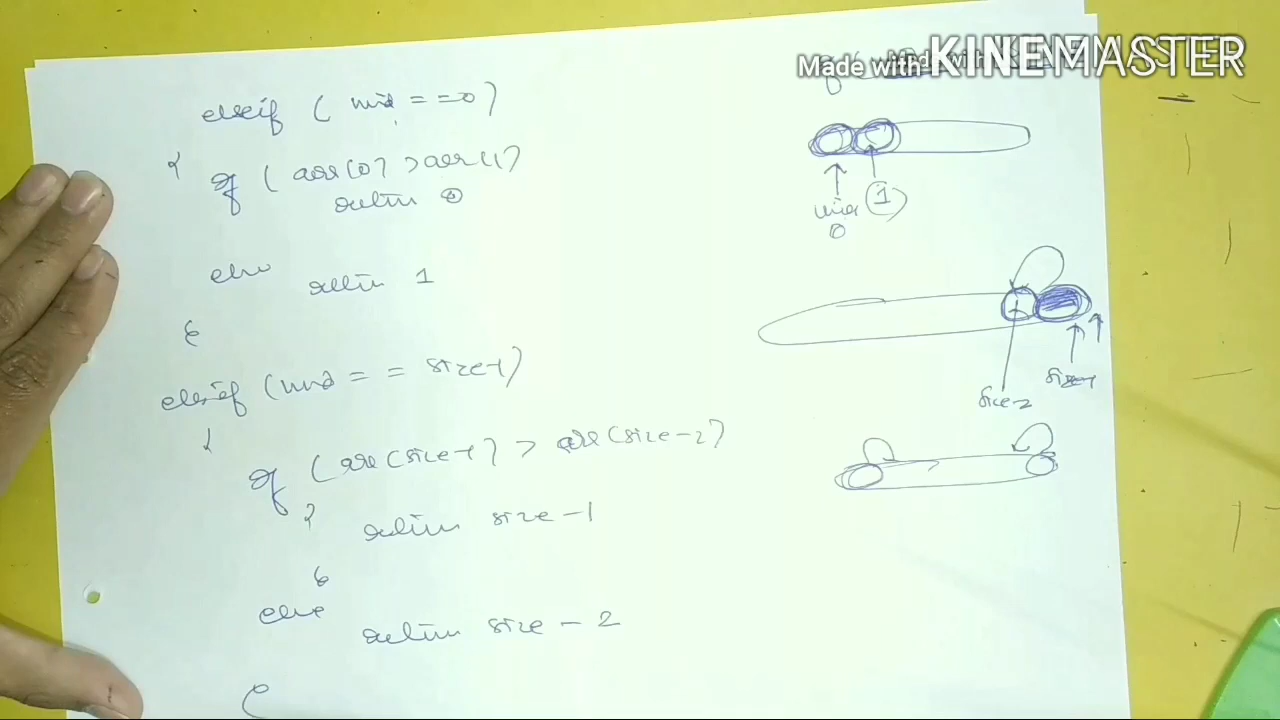 Made with KINEMASTER
elseif ( mid == 0)
{
if ( arr(0) > arr(1)
return 0
else
return 1
}
elseif (mid == size-1)
{
if (arr(size-1) > arr(size-2)
{
return size-1
}
else
return size - 2
}
mid 1
0
size-2
size-1